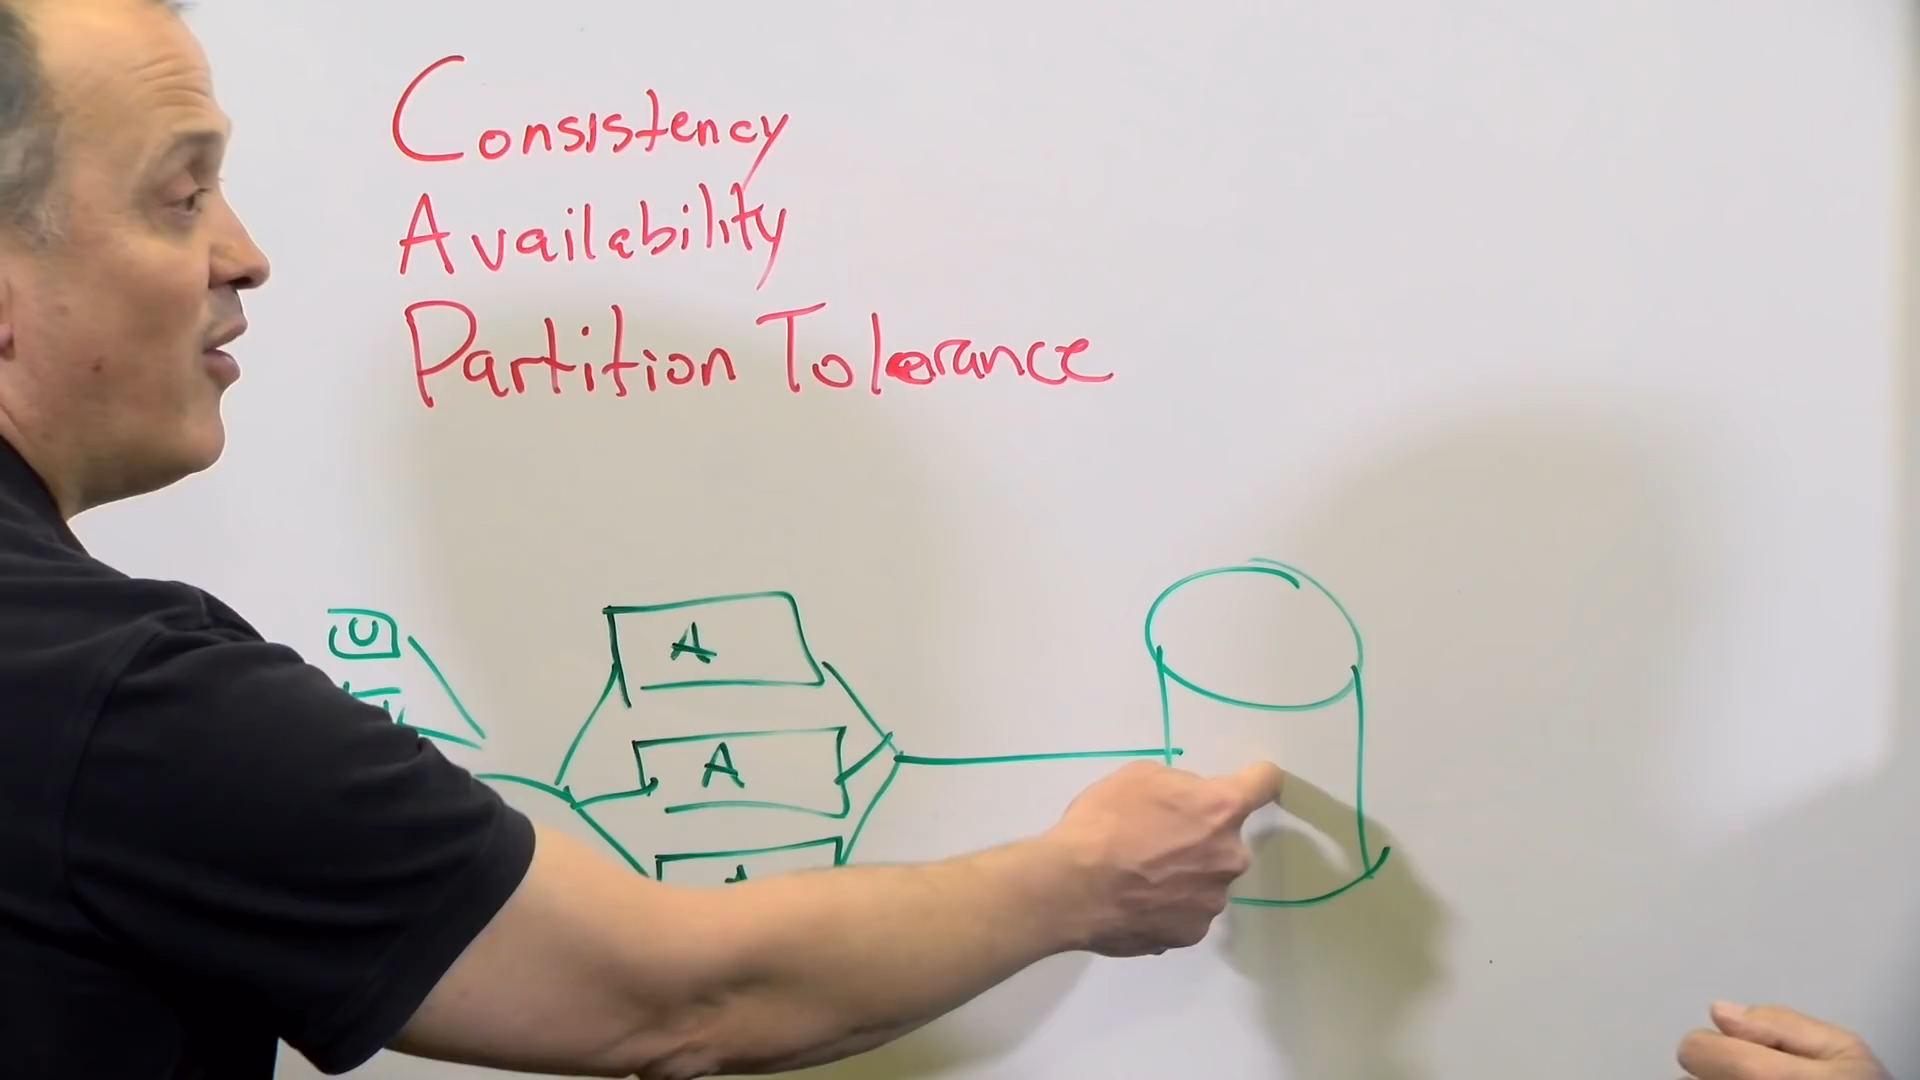 Consistency
Availability
Partition Tolerance
U
A
A